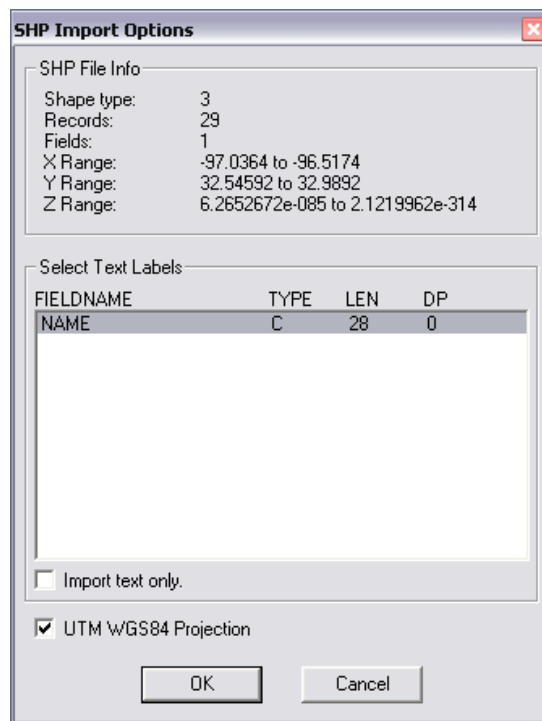 SHP Import Options
SHP File Info
Shape type: 3
Records: 29
Fields: 1
X Range: -97.0364 to -96.5174
Y Range: 32.54592 to 32.9892
Z Range: 6.2652672e-085 to 2.1219962e-314
Select Text Labels
FIELDNAME TYPE LEN DP
NAME C 28 0
Import text only.
UTM WGS84 Projection
OK Cancel